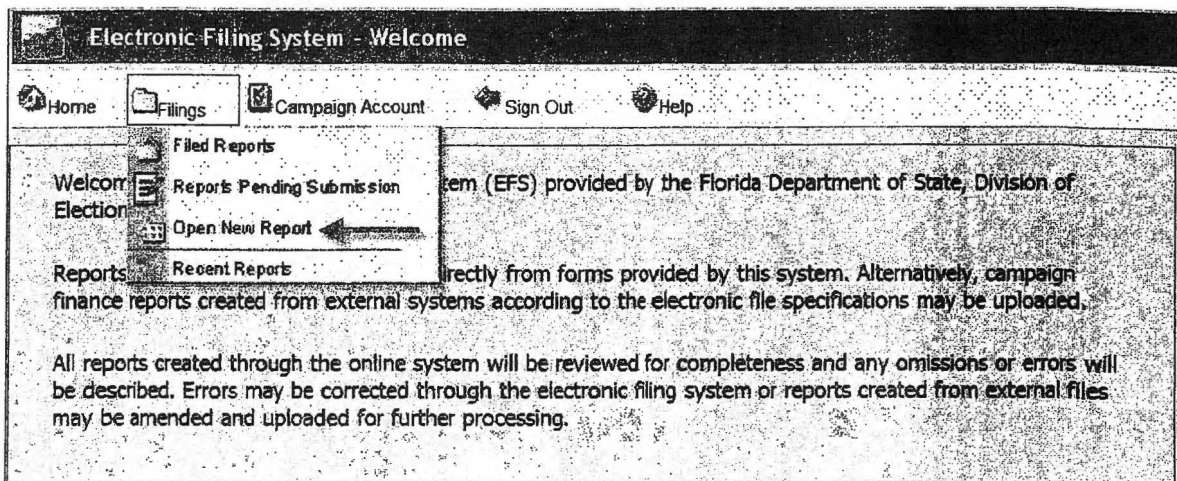 Electronic Filing System - Welcome
Home Filings Campaign Account Sign Out Help
Filed Reports
Reports Pending Submission
Open New Report
Recent Reports
Welcom tem (EFS) provided by the Florida Department of State, Division of
Election
Reports irectly from forms provided by this system. Alternatively, campaign
finance reports created from external systems according to the electronic file specifications may be uploaded.
All reports created through the online system will be reviewed for completeness and any omissions or errors will
be described. Errors may be corrected through the electronic filing system or reports created from external files
may be amended and uploaded for further processing.